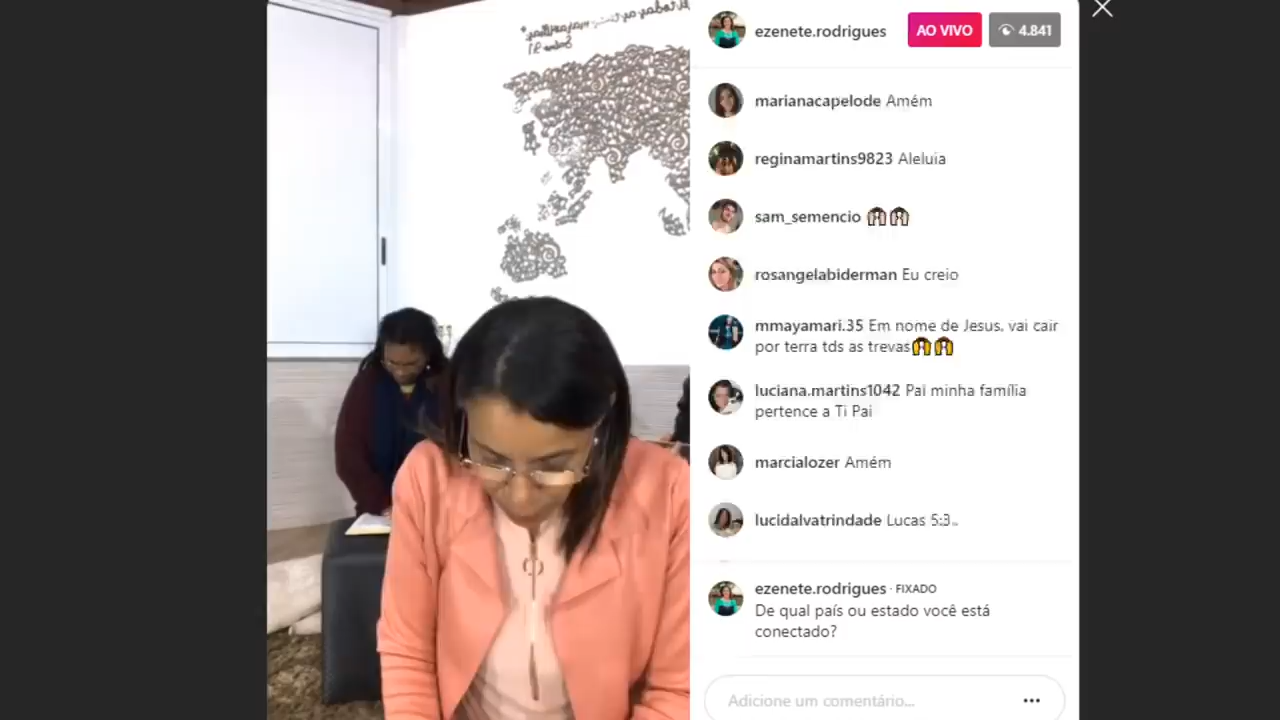 ezenete.rodrigues AO VIVO 4.841
marianacapelode Amém
reginamartins9823 Aleluia
sam_semencio
rosangelabiderman Eu creio
mmayamari.35 Em nome de Jesus, vai cair
por terra tds as trevas
luciana.martins1042 Pai minha família
pertence a Ti Pai
marcialozer Amém
lucidalvatrindade Lucas 5:3..
ezenete.rodrigues · FIXADO
De qual país ou estado você está
conectado?
Adicione um comentário...